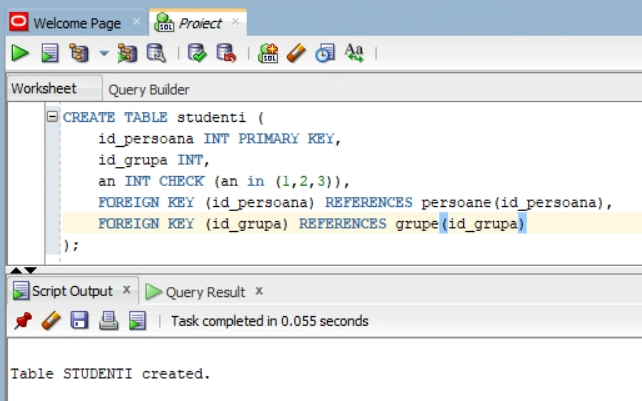 Welcome Page Proiect
Worksheet Query Builder
CREATE TABLE studenti (
id_persoana INT PRIMARY KEY,
id_grupa INT,
an INT CHECK (an in (1,2,3)),
FOREIGN KEY (id_persoana) REFERENCES persoane(id_persoana),
FOREIGN KEY (id_grupa) REFERENCES grupe(id_grupa)
);
Script Output x Query Result x
Task completed in 0.055 seconds
Table STUDENTI created.